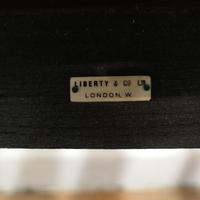 LIBERTY & CO LD
LONDON, W.